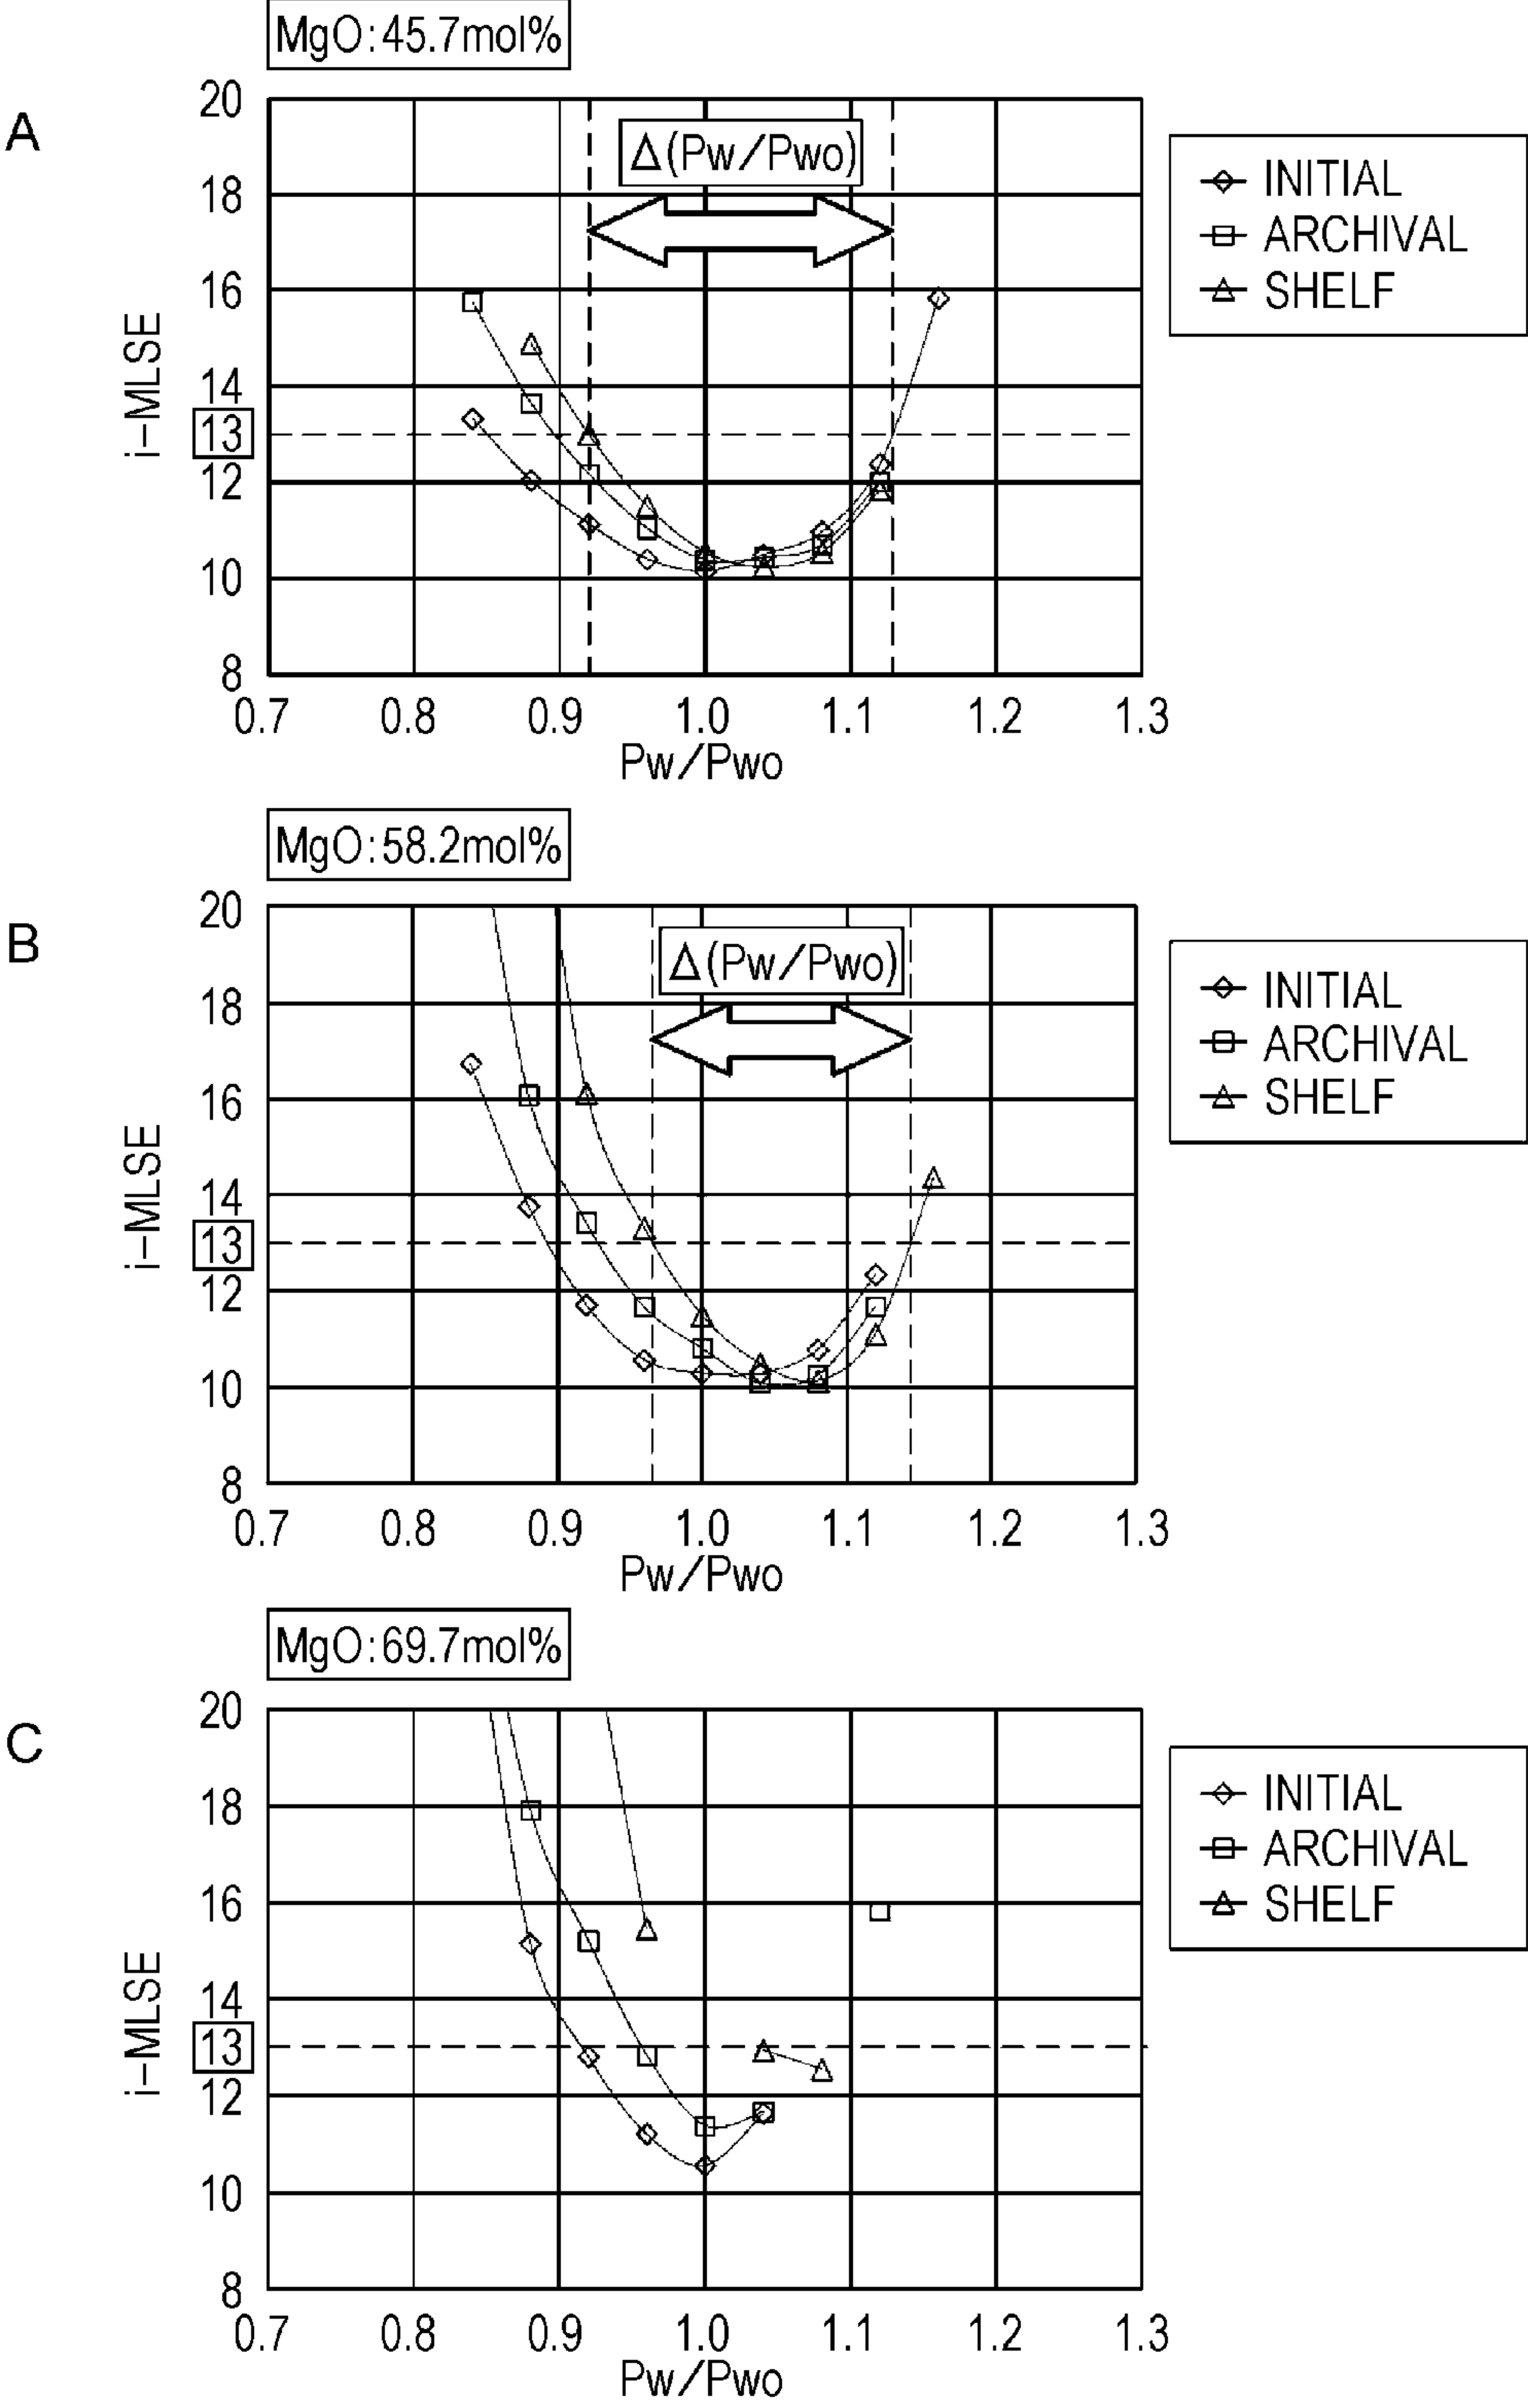 MgO:45.7mol%
A
20
Δ(Pw/Pwo)
18
16
14
13
12
10
8
i-MLSE
0.7 0.8 0.9 1.0 1.1 1.2 1.3
Pw/Pwo
INITIAL
ARCHIVAL
SHELF
MgO:58.2mol%
B
20
Δ(Pw/Pwo)
18
16
14
13
12
10
8
i-MLSE
0.7 0.8 0.9 1.0 1.1 1.2 1.3
Pw/Pwo
INITIAL
ARCHIVAL
SHELF
MgO:69.7mol%
C
20
18
16
14
13
12
10
8
i-MLSE
0.7 0.8 0.9 1.0 1.1 1.2 1.3
Pw/Pwo
INITIAL
ARCHIVAL
SHELF